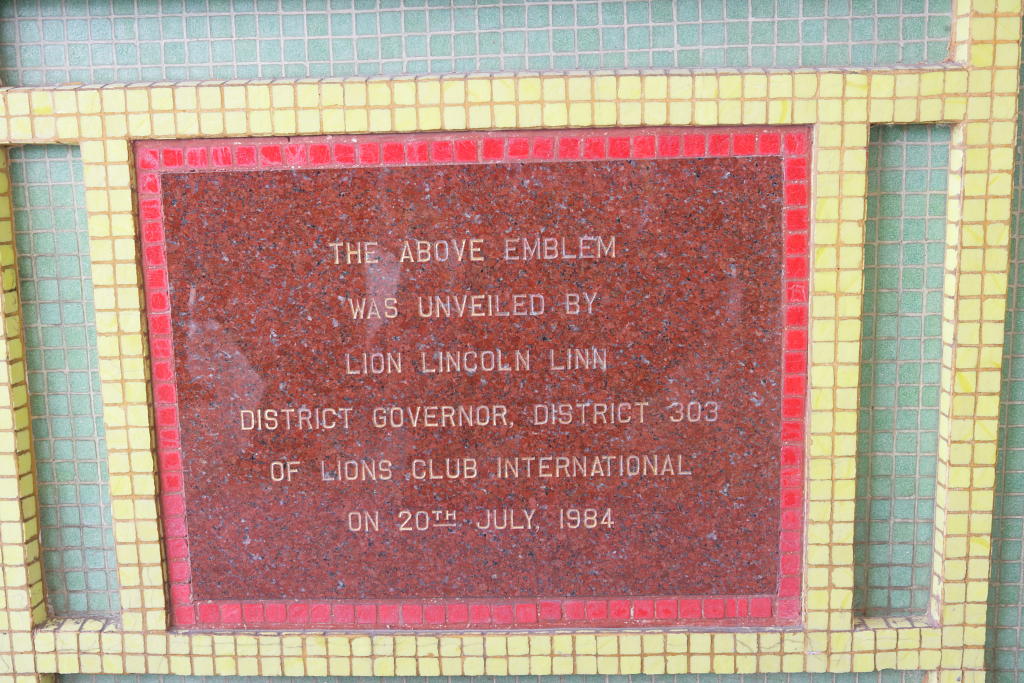 THE ABOVE EMBLEM
WAS UNVEILED BY
LION LINCOLN LINN
DISTRICT GOVERNOR, DISTRICT 303
OF LIONS CLUB INTERNATIONAL
ON 20TH JULY, 1984